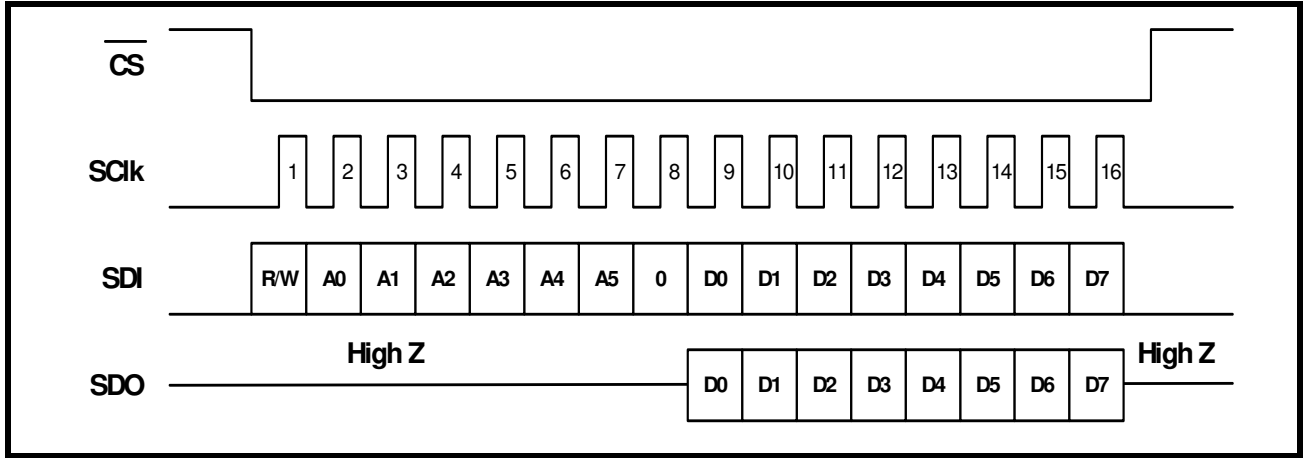 CS
SClk 1 2 3 4 5 6 7 8 9 10 11 12 13 14 15 16
SDI R/W A0 A1 A2 A3 A4 A5 0 D0 D1 D2 D3 D4 D5 D6 D7
High Z High Z
SDO D0 D1 D2 D3 D4 D5 D6 D7